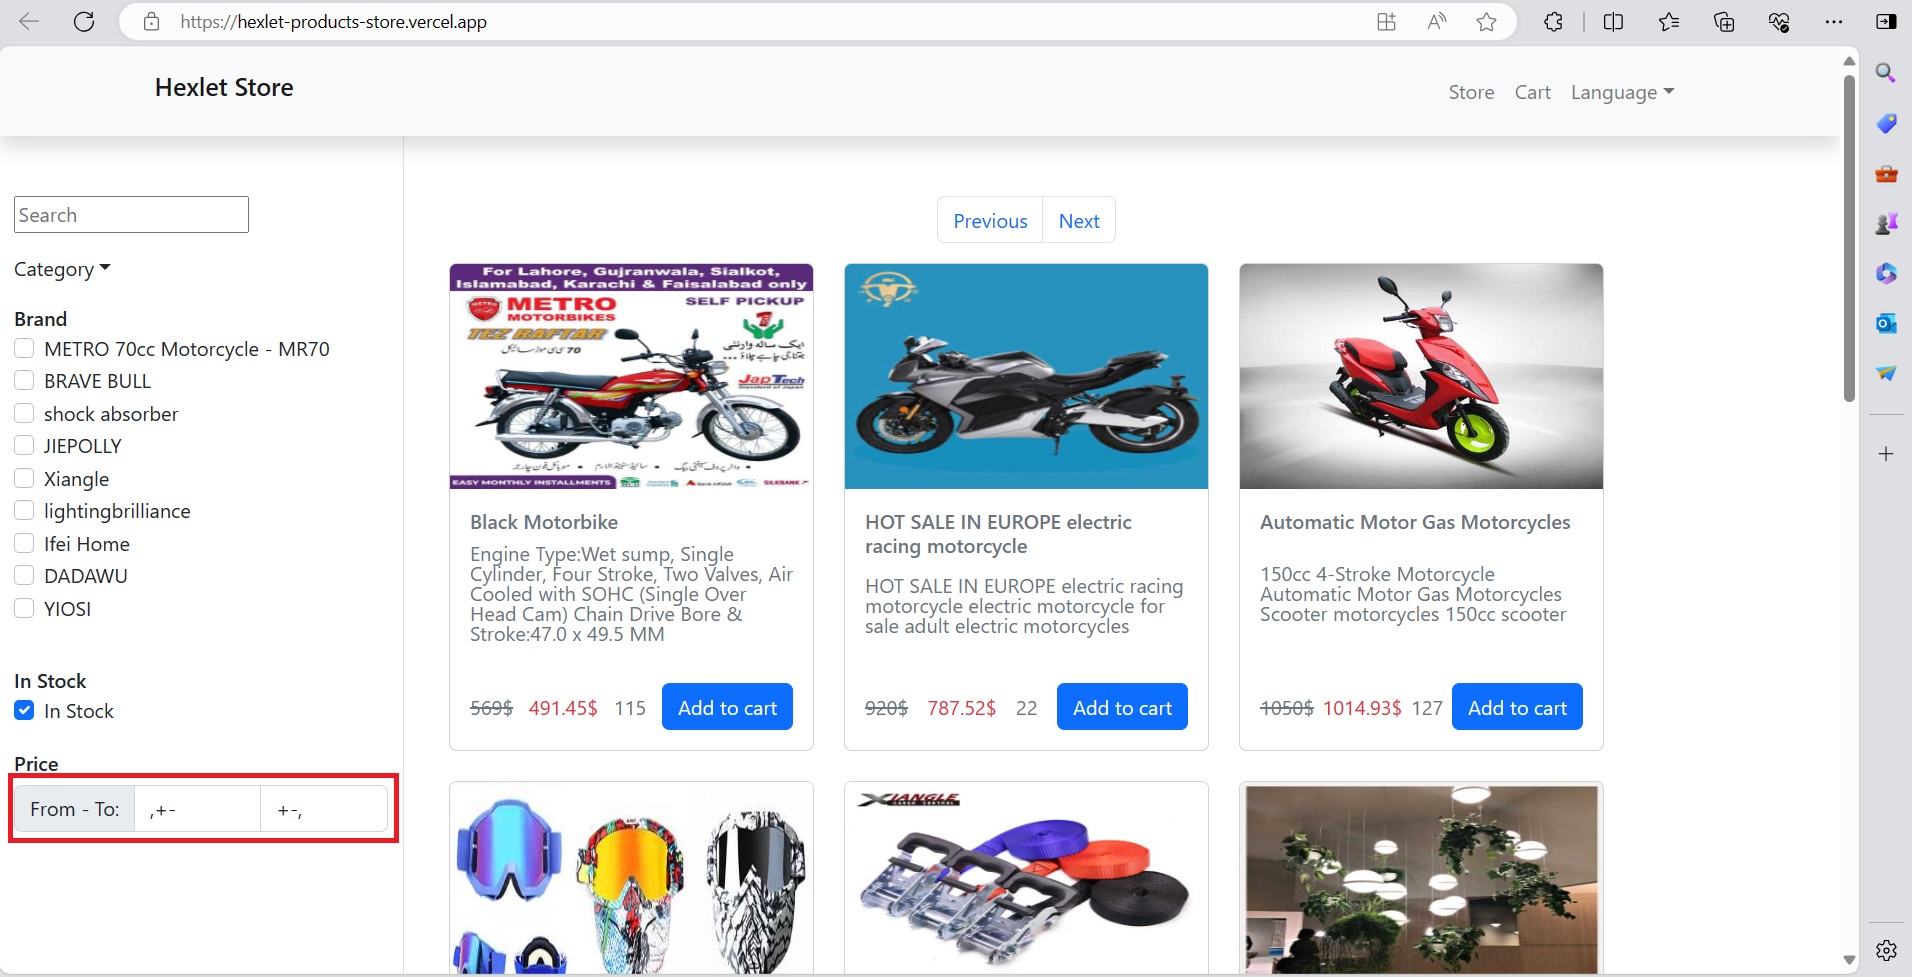 https://hexlet-products-store.vercel.app
Hexlet Store
Store Cart Language
Search
Category
Brand
METRO 70cc Motorcycle - MR70
BRAVE BULL
shock absorber
JIEPOLLY
Xiangle
lightingbrilliance
Ifei Home
DADAWU
YIOSI
In Stock
In Stock
Price
From - To: ,+- +-,
Previous Next
For Lahore, Gujranwala, Sialkot,
Islamabad, Karachi & Faisalabad only
METRO
MOTORBIKES
SELF PICKUP
TEZ RAFTAR
70
ایک سالہ وارنٹی
JapTech
EASY MONTHLY INSTALLMENTS
SILKBANK
Black Motorbike
Engine Type:Wet sump, Single
Cylinder, Four Stroke, Two Valves, Air
Cooled with SOHC (Single Over
Head Cam) Chain Drive Bore &
Stroke:47.0 x 49.5 MM
569$ 491.45$ 115 Add to cart
HOT SALE IN EUROPE electric
racing motorcycle
HOT SALE IN EUROPE electric racing
motorcycle electric motorcycle for
sale adult electric motorcycles
920$ 787.52$ 22 Add to cart
Automatic Motor Gas Motorcycles
150cc 4-Stroke Motorcycle
Automatic Motor Gas Motorcycles
Scooter motorcycles 150cc scooter
1050$ 1014.93$ 127 Add to cart
XIANGLE